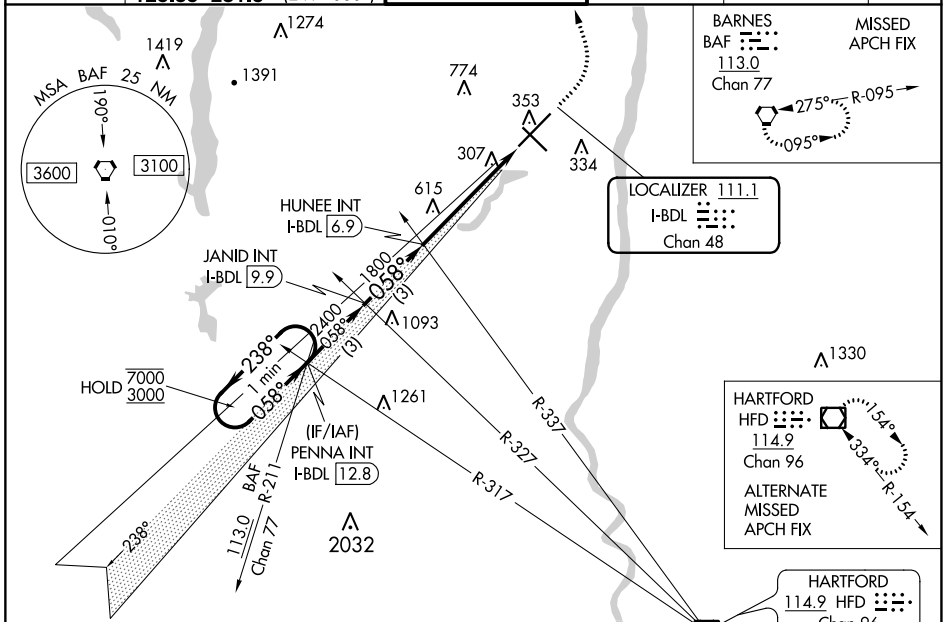 1274
1419
1391
774
353
307
334
615
MSA BAF 25 NM
190°
3600
3100
010°
BARNES
BAF
113.0
Chan 77
MISSED
APCH FIX
275°
R-095
095°
LOCALIZER 111.1
I-BDL
Chan 48
HUNEE INT
I-BDL 6.9
JANID INT
I-BDL 9.9
1800
058°
(3)
2400
058°
(3)
1093
238°
1 min
058°
HOLD 7000
3000
1261
1330
(IF/IAF)
PENNA INT
I-BDL 12.8
R-337
R-327
R-317
BAF
R-211
113.0
Chan 77
238°
2032
HARTFORD
HFD
114.9
Chan 96
154°
334°
R-154
ALTERNATE
MISSED
APCH FIX
HARTFORD
114.9 HFD